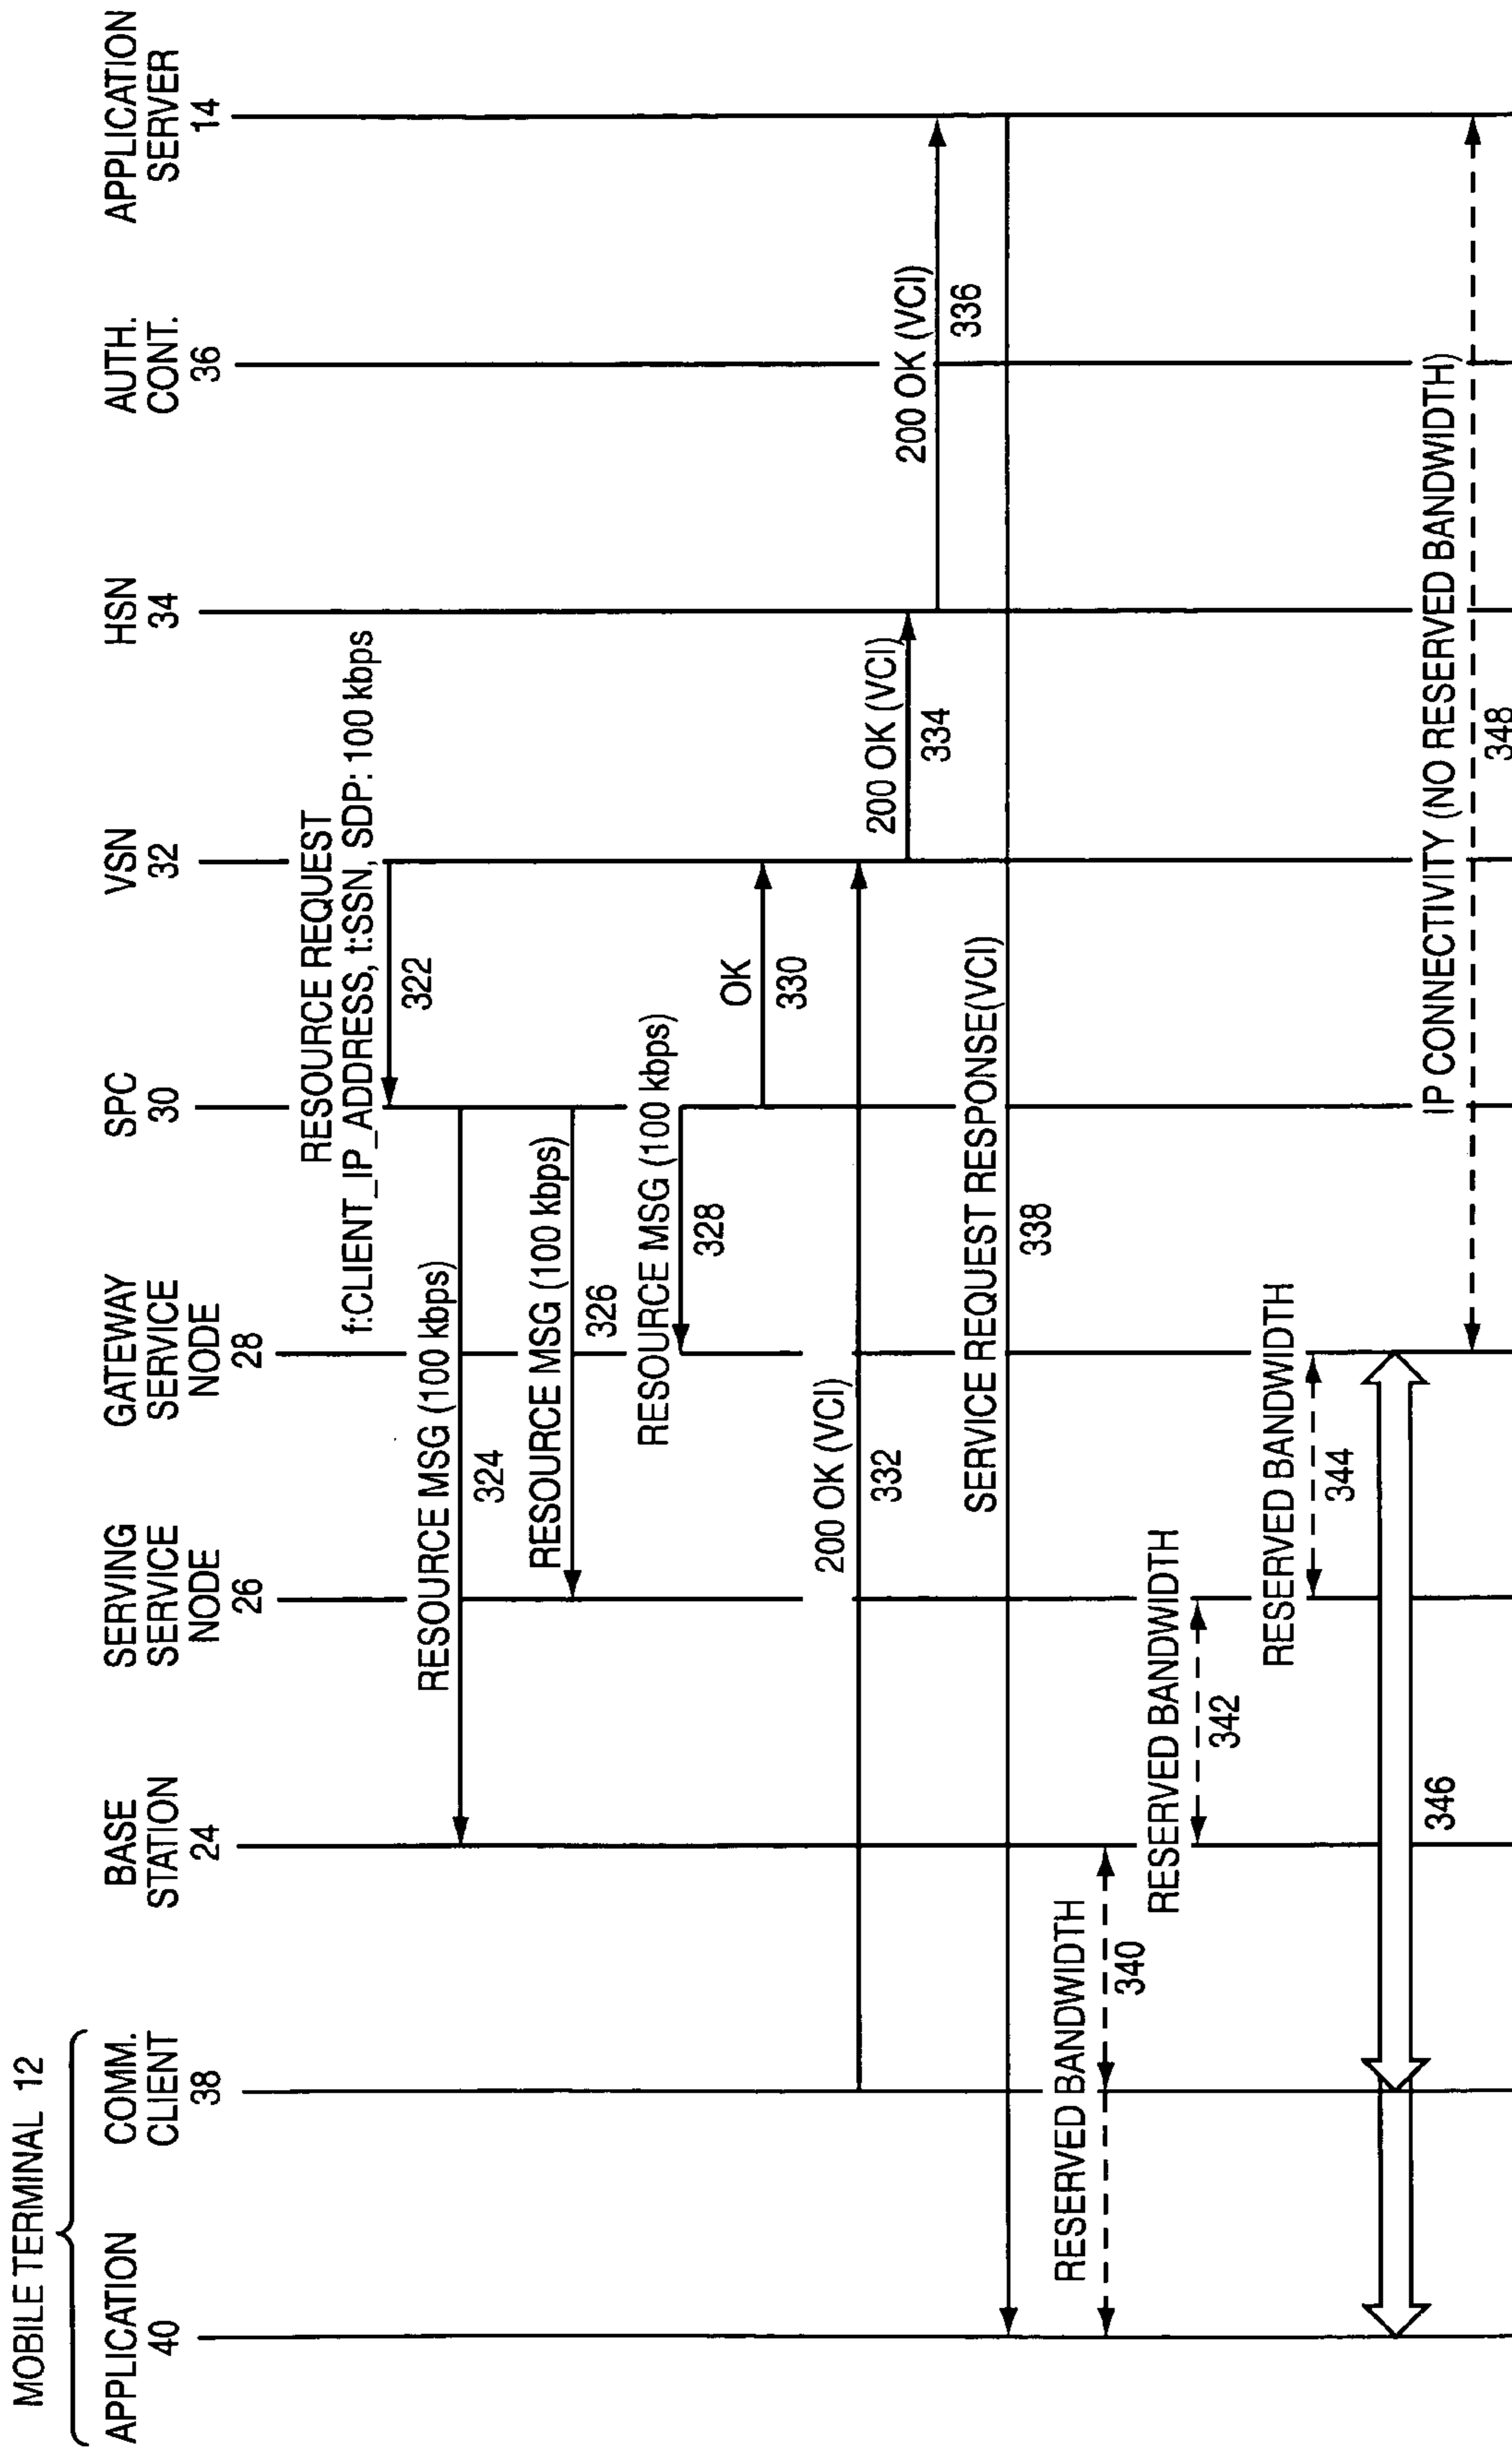 MOBILE TERMINAL 12
APPLICATION
40
COMM.
CLIENT
38
BASE
STATION
24
SERVING
SERVICE
NODE
26
GATEWAY
SERVICE
NODE
28
SPC
30
VSN
32
HSN
34
AUTH.
CONT.
36
APPLICATION
SERVER
14
RESOURCE REQUEST
f:CLIENT_IP_ADDRESS, t:SSN, SDP: 100 kbps
322
RESOURCE MSG (100 kbps)
324
RESOURCE MSG (100 kbps)
326
RESOURCE MSG (100 kbps)
328
OK
330
200 OK (VCI)
332
200 OK (VCI)
334
200 OK (VCI)
336
SERVICE REQUEST RESPONSE(VCI)
338
RESERVED BANDWIDTH
340
RESERVED BANDWIDTH
342
RESERVED BANDWIDTH
344
346
IP CONNECTIVITY (NO RESERVED BANDWIDTH)
348